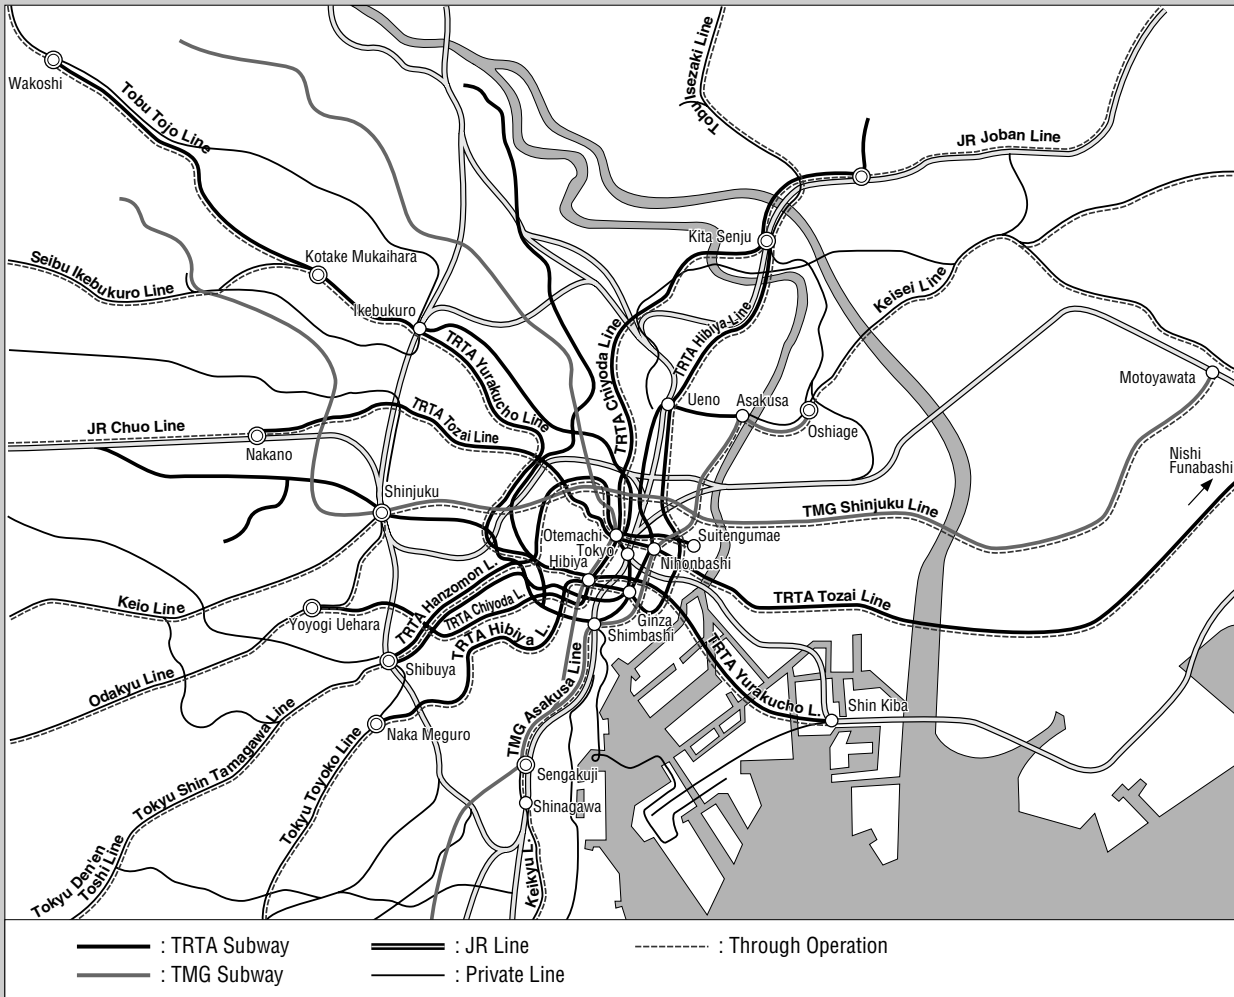 Wakoshi
Tobu Tojo Line
Tobu Isezaki Line
JR Joban Line
Kita Senju
Kotake Mukaihara
Seibu Ikebukuro Line
Ikebukuro
Keisei Line
TRTA Hibiya Line
TRTA Chiyoda Line
TRTA Yurakucho Line
Motoyawata
Ueno
Asakusa
Oshiage
TRTA Tozai Line
JR Chuo Line
Nakano
Nishi
Funabashi
Shinjuku
TMG Shinjuku Line
Otemachi
Tokyo
Hibiya
Suitengumae
Nihonbashi
TRTA Hanzomon L.
TRTA Chiyoda L.
TRTA Hibiya L.
TRTA Tozai Line
Keio Line
Yoyogi Uehara
Ginza
Shimbashi
Shibuya
Odakyu Line
TRTA Yurakucho L.
Shin Kiba
TMG Asakusa Line
Naka Meguro
Tokyu Shin Tamagawa Line
Tokyu Toyoko Line
Sengakuji
Shinagawa
Keikyu L.
Tokyu Den'en
Toshi Line
: TRTA Subway
: JR Line
: Through Operation
: TMG Subway
: Private Line